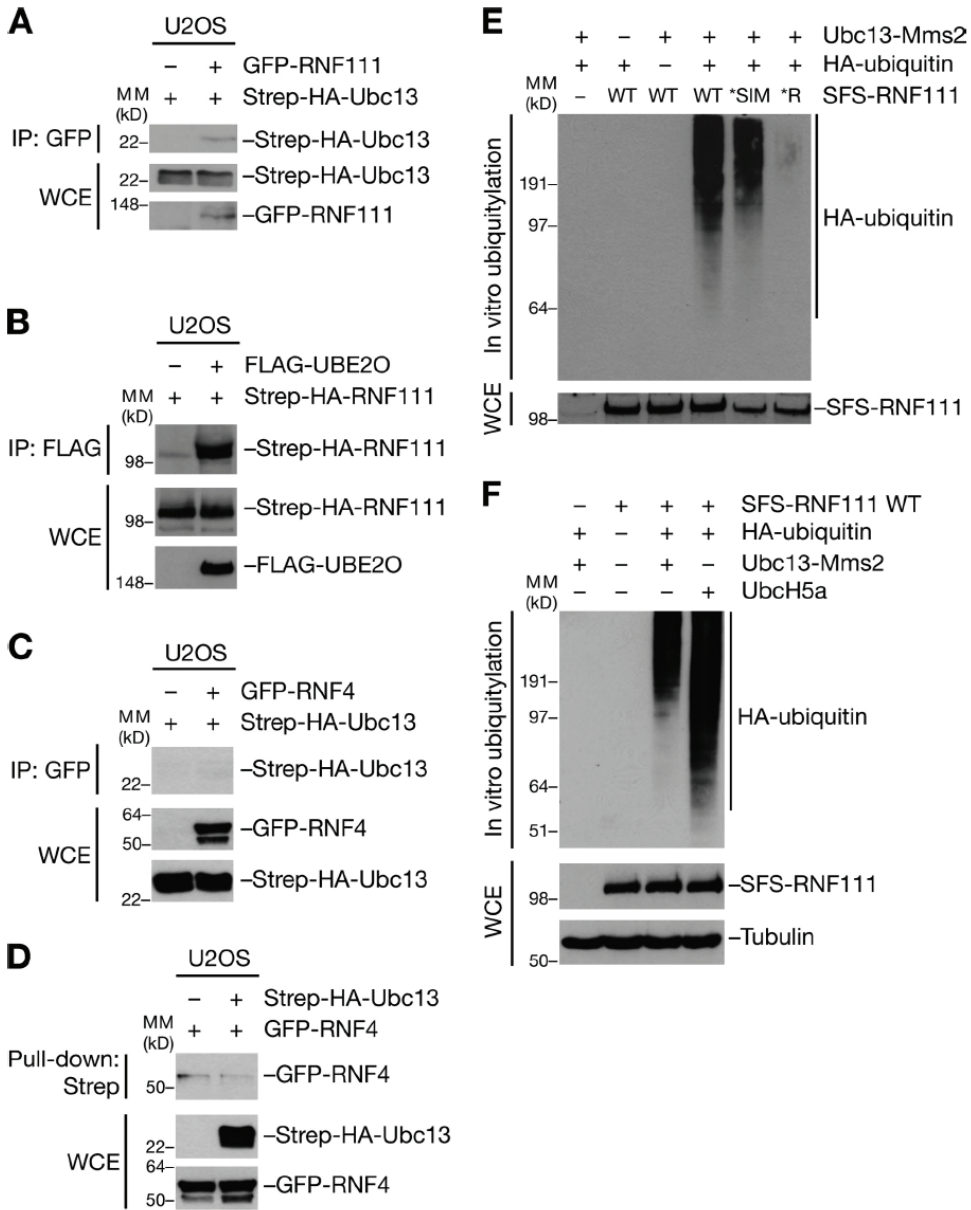 A
U2OS
– + GFP-RNF111
MM (kD) + + Strep-HA-Ubc13
IP: GFP 22– –Strep-HA-Ubc13
WCE 22– –Strep-HA-Ubc13
148– –GFP-RNF111
B
U2OS
– + FLAG-UBE2O
MM (kD) + + Strep-HA-RNF111
IP: FLAG 98– –Strep-HA-RNF111
WCE 98– –Strep-HA-RNF111
148– –FLAG-UBE2O
C
U2OS
– + GFP-RNF4
MM (kD) + + Strep-HA-Ubc13
IP: GFP 22– –Strep-HA-Ubc13
WCE 64– –GFP-RNF4
50–
22– –Strep-HA-Ubc13
D
U2OS
– + Strep-HA-Ubc13
MM (kD) + + GFP-RNF4
Pull-down: Strep 50– –GFP-RNF4
WCE 22– –Strep-HA-Ubc13
64– –GFP-RNF4
50–
E
+ – + + + + Ubc13-Mms2
+ + – + + + HA-ubiquitin
MM (kD) – WT WT WT *SIM *R SFS-RNF111
In vitro ubiquitylation
191–
97– HA-ubiquitin
64–
WCE 98– –SFS-RNF111
F
– + + + SFS-RNF111 WT
+ – + + HA-ubiquitin
+ – + – Ubc13-Mms2
MM (kD) – – – + UbcH5a
In vitro ubiquitylation
191–
97– HA-ubiquitin
64–
51–
WCE 98– –SFS-RNF111
50– –Tubulin